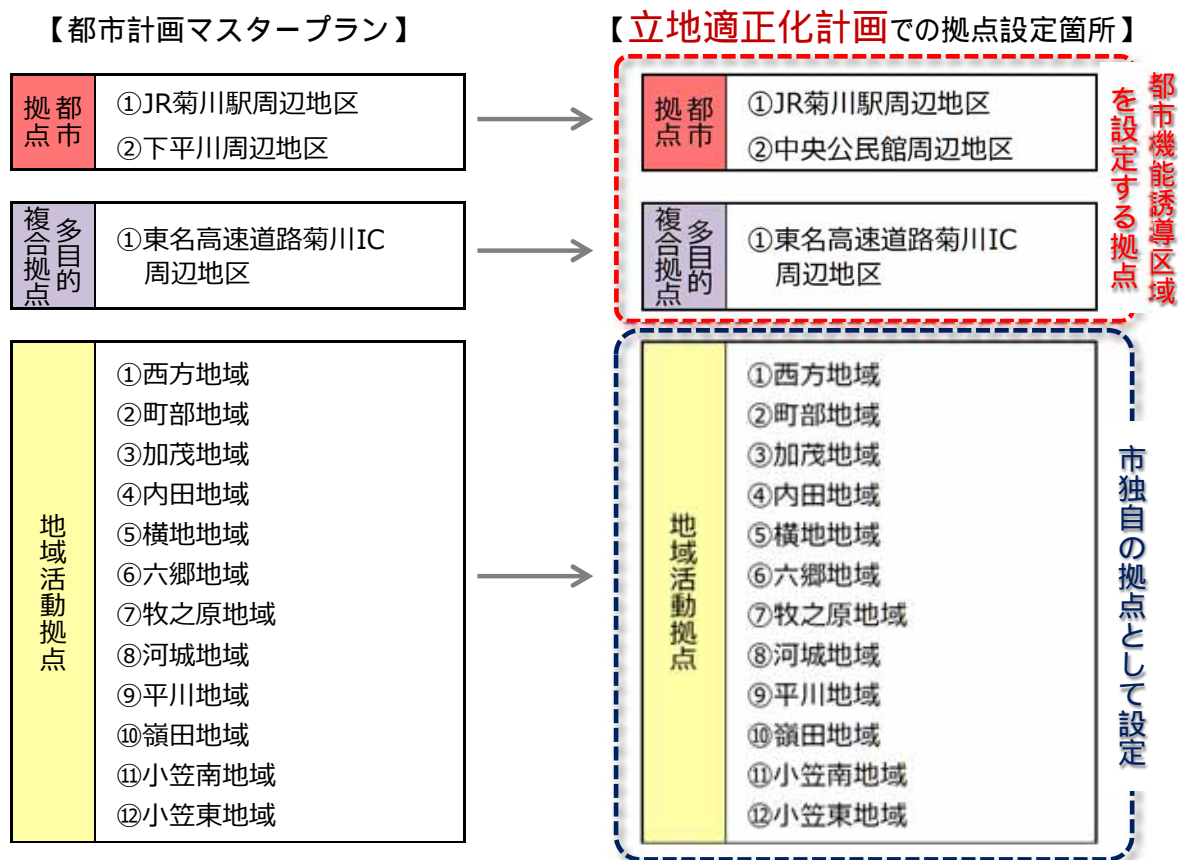 【都市計画マスタープラン】
都市拠点
①JR菊川駅周辺地区
②下平川周辺地区
多目的複合拠点
①東名高速道路菊川IC
周辺地区
地域活動拠点
①西方地域
②町部地域
③加茂地域
④内田地域
⑤横地地域
⑥六郷地域
⑦牧之原地域
⑧河城地域
⑨平川地域
⑩嶺田地域
⑪小笠南地域
⑫小笠東地域
【立地適正化計画での拠点設定箇所】
都市拠点
①JR菊川駅周辺地区
②中央公民館周辺地区
多目的複合拠点
①東名高速道路菊川IC
周辺地区
都市機能誘導区域
を設定する拠点
地域活動拠点
①西方地域
②町部地域
③加茂地域
④内田地域
⑤横地地域
⑥六郷地域
⑦牧之原地域
⑧河城地域
⑨平川地域
⑩嶺田地域
⑪小笠南地域
⑫小笠東地域
市独自の拠点として設定